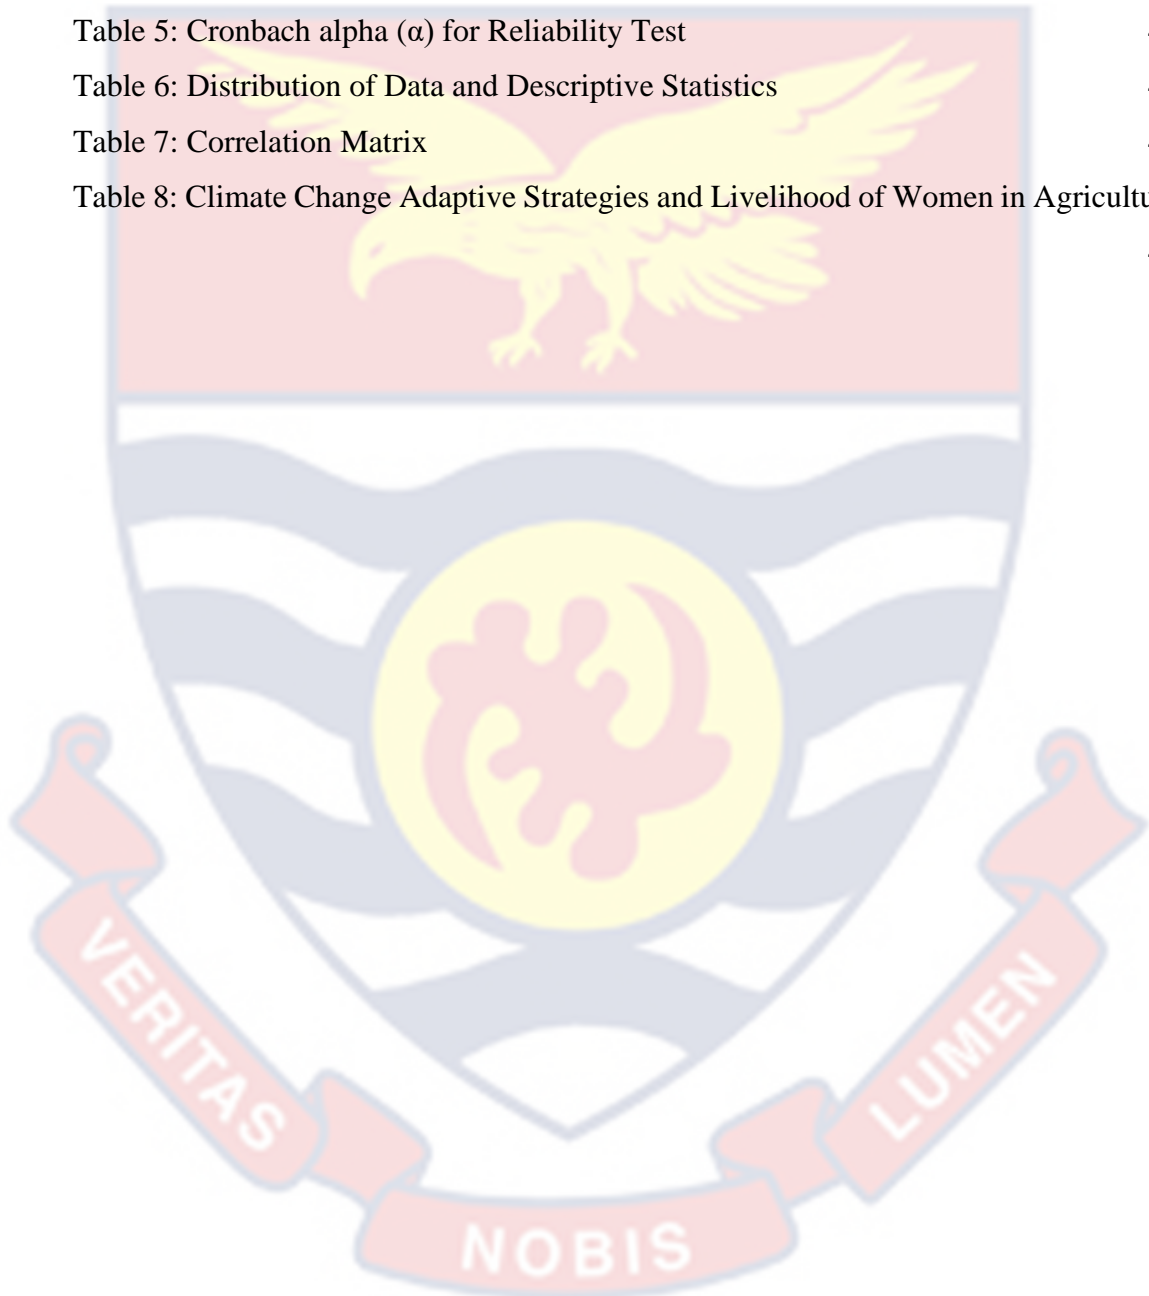 Table 5: Cronbach alpha (α) for Reliability Test
Table 6: Distribution of Data and Descriptive Statistics
Table 7: Correlation Matrix
Table 8: Climate Change Adaptive Strategies and Livelihood of Women in
VERITAS
NOBIS
LUMEN